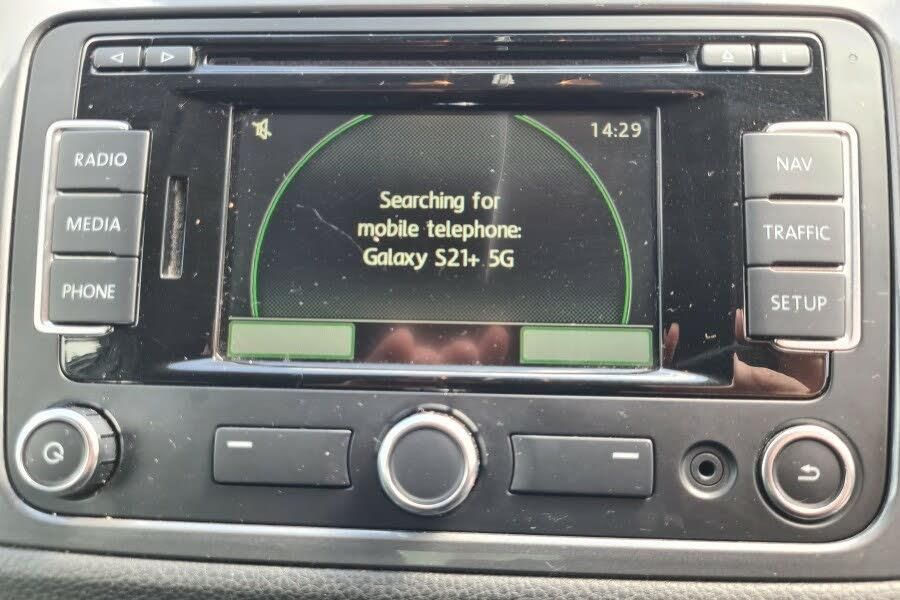 14:29
RADIO
NAV
Searching for
mobile telephone:
Galaxy S21+ 5G
MEDIA
TRAFFIC
PHONE
SETUP